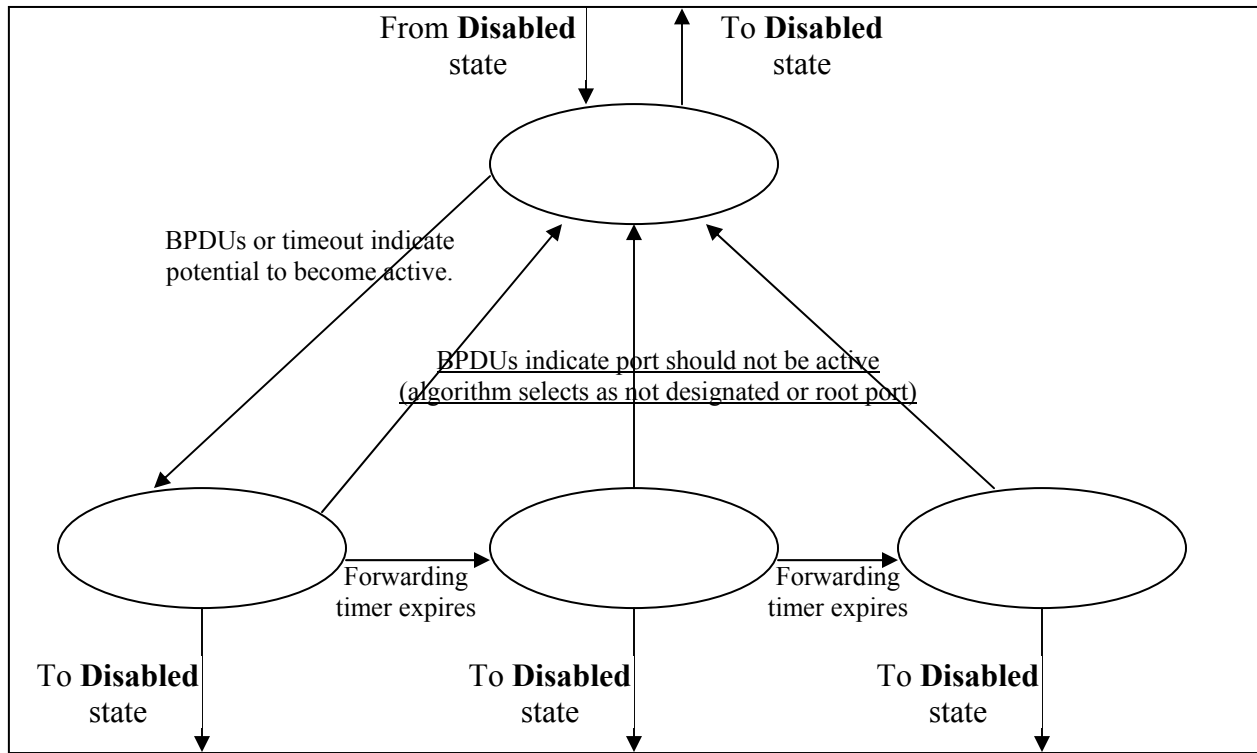 From Disabled
state
To Disabled
state
BPDUs or timeout indicate
potential to become active.
BPDUs indicate port should not be active
(algorithm selects as not designated or root port)
Forwarding
timer expires
Forwarding
timer expires
To Disabled
state
To Disabled
state
To Disabled
state